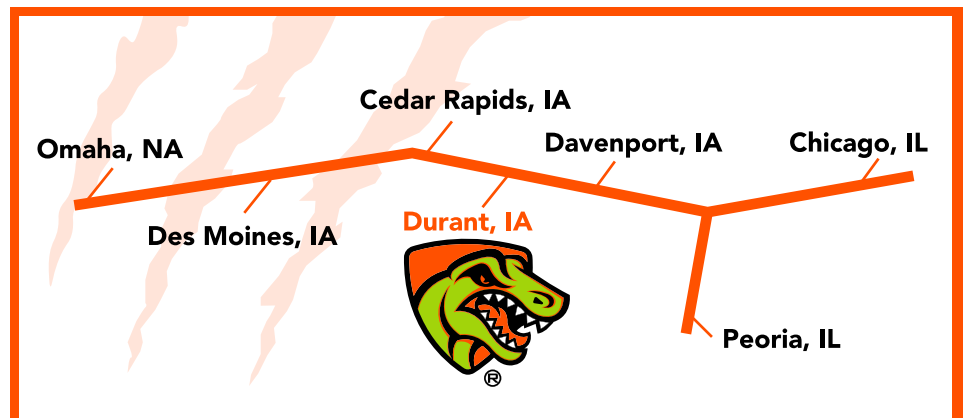 Cedar Rapids, IA
Omaha, NA
Davenport, IA
Chicago, IL
Des Moines, IA
Durant, IA
Peoria, IL
®